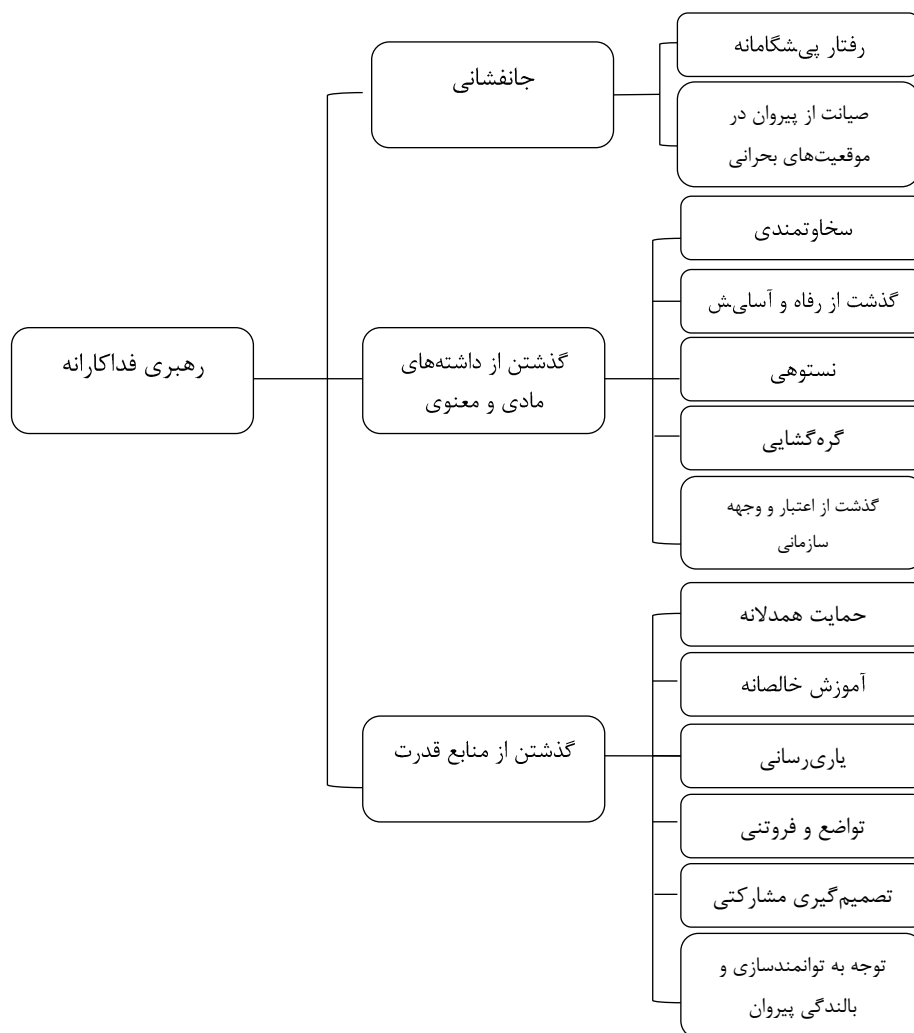 رهبری فداکارانه
جانفشانی
رفتار پیشگامانه
صیانت از پیروان در
موقعیت‌های بحرانی
گذشتن از داشته‌های
مادی و معنوی
سخاوتمندی
گذشت از رفاه و آسایش
نستوهی
گره‌گشایی
گذشت از اعتبار و وجهه
سازمانی
گذشتن از منابع قدرت
حمایت همدلانه
آموزش خالصانه
یاری‌رسانی
تواضع و فروتنی
تصمیم‌گیری مشارکتی
توجه به توانمندسازی و
بالندگی پیروان